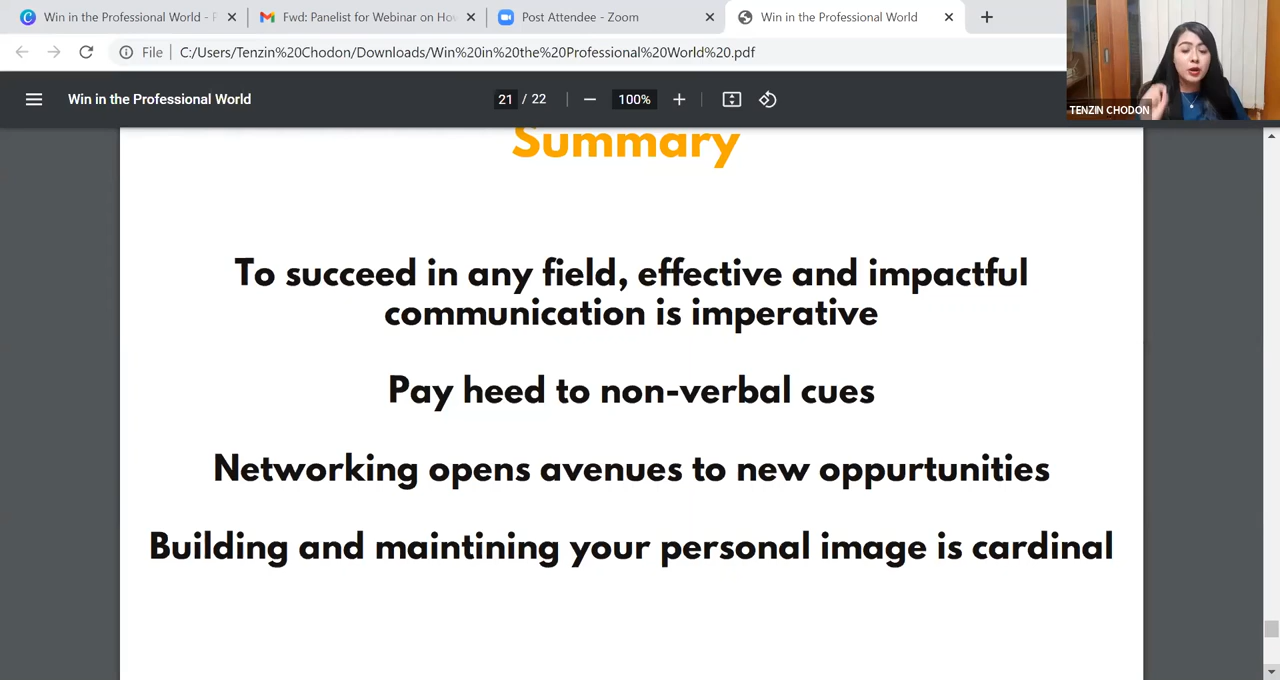 Win in the Professional World - P
Fwd: Panelist for Webinar on How
Post Attendee - Zoom
Win in the Professional World
File
C:/Users/Tenzin%20Chodon/Downloads/Win%20in%20the%20Professional%20World%20.pdf
Win in the Professional World
21 / 22
100%
TENZIN CHODON
Summary
To succeed in any field, effective and impactful
communication is imperative
Pay heed to non-verbal cues
Networking opens avenues to new oppurtunities
Building and maintining your personal image is cardinal